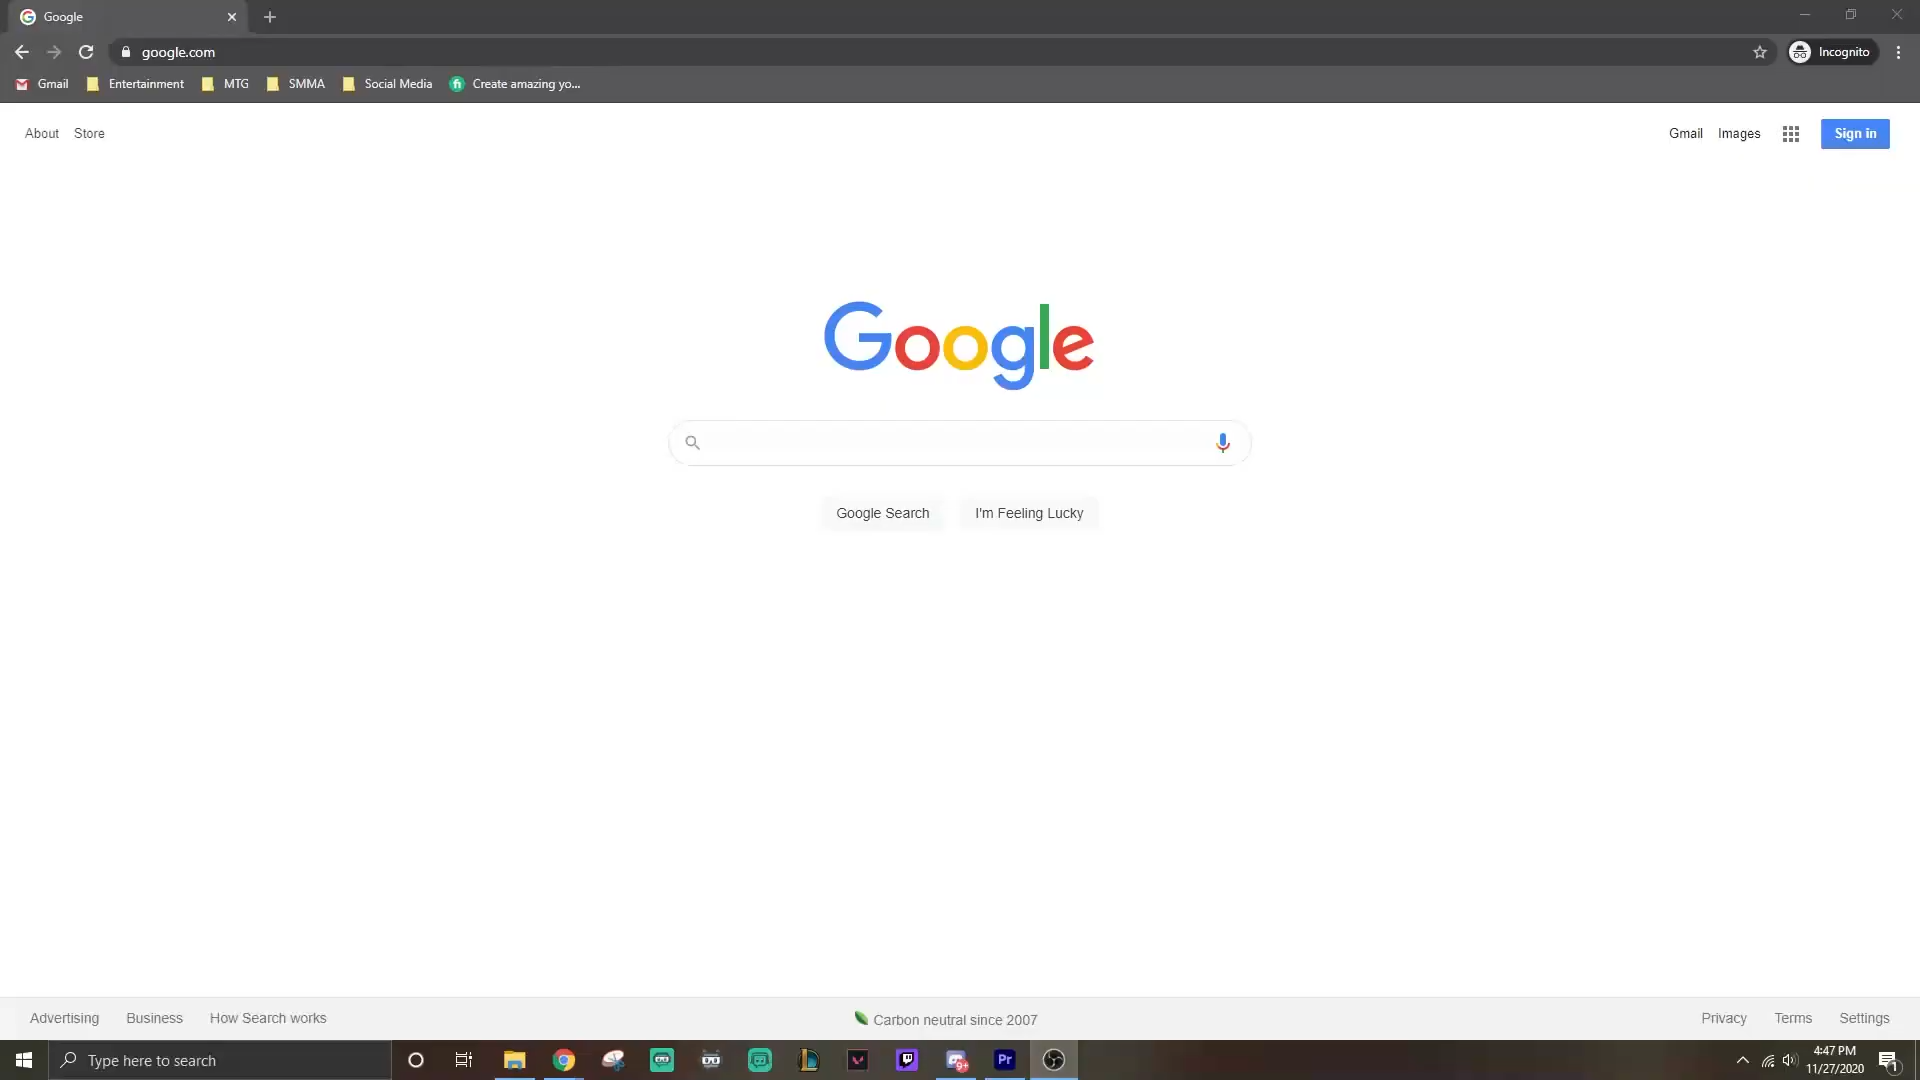 Google
google.com
Incognito
Gmail
Entertainment
MTG
SMMA
Social Media
Create amazing yo...
About
Store
Gmail
Images
Sign in
Google
Google Search
I'm Feeling Lucky
Advertising
Business
How Search works
Carbon neutral since 2007
Privacy
Terms
Settings
Type here to search
9+
Pr
4:47 PM
11/27/2020
1